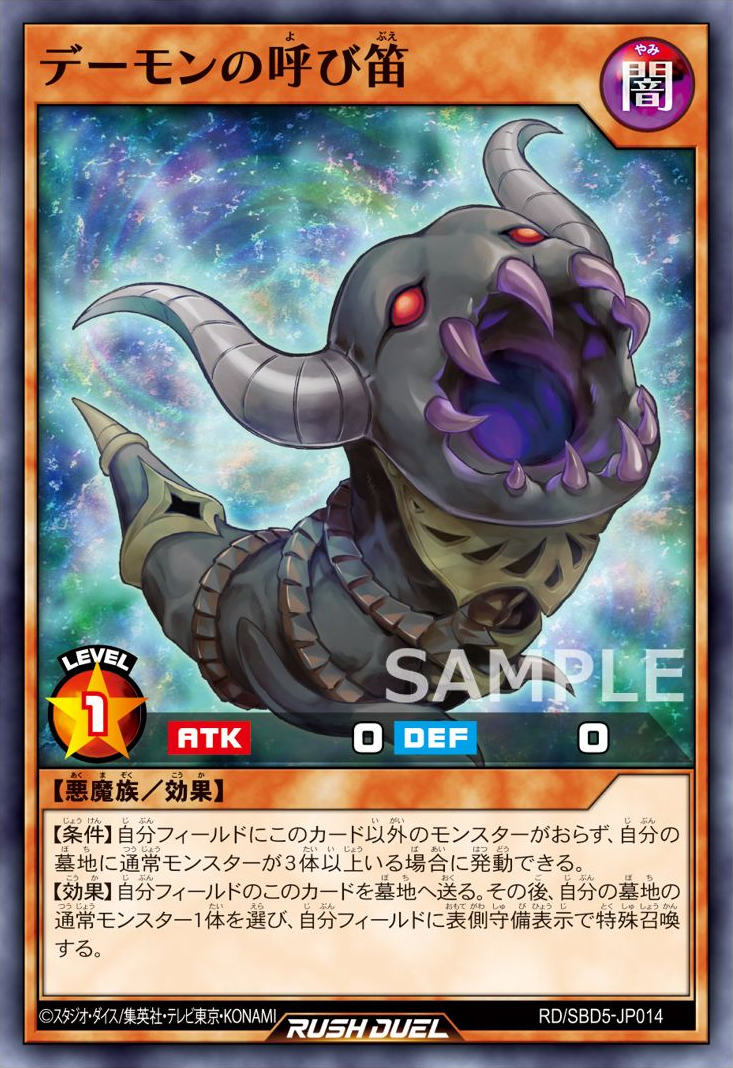 デーモンの呼び笛
闇
SAMPLE
LEVEL
1
ATK 0 DEF 0
【悪魔族／効果】
【条件】自分フィールドにこのカード以外のモンスターがおらず、自分の
墓地に通常モンスターが3体以上いる場合に発動できる。
【効果】自分フィールドのこのカードを墓地へ送る。その後、自分の墓地の
通常モンスター1体を選び、自分フィールドに表側守備表示で特殊召喚
する。
©スタジオ・ダイス/集英社・テレビ東京・KONAMI
RUSH DUEL
RD/SBD5-JP014